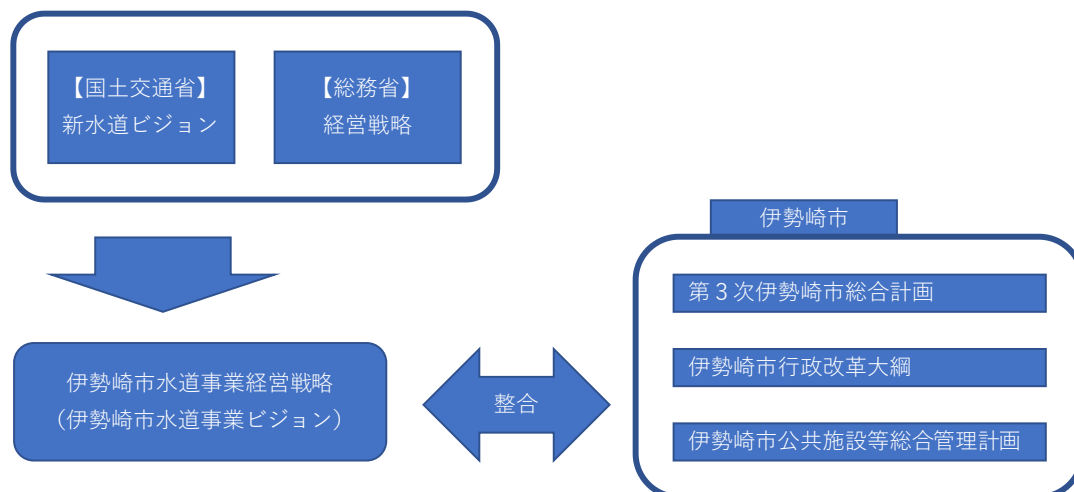 【国土交通省】
新水道ビジョン
【総務省】
経営戦略
伊勢崎市
第３次伊勢崎市総合計画
伊勢崎市行政改革大綱
伊勢崎市公共施設等総合管理計画
伊勢崎市水道事業経営戦略
（伊勢崎市水道事業ビジョン）
整合